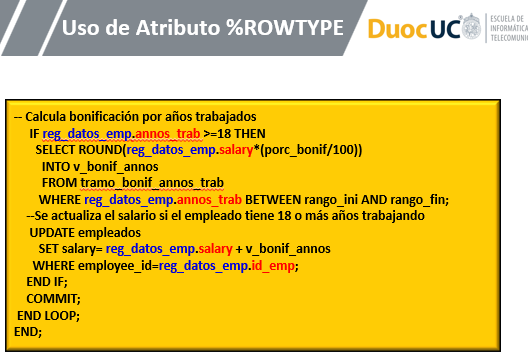 Uso de Atributo %ROWTYPE
DuocUC
ESCUELA DE
INFORMÁTICA
-- Calcula bonificación por años trabajados
IF reg_datos_emp.annos_trab >=18 THEN
SELECT ROUND(reg_datos_emp.salary*(porc_bonif/100))
INTO v_bonif_annos
FROM tramo_bonif_annos_trab
WHERE reg_datos_emp.annos_trab BETWEEN rango_ini AND rango_fin;
--Se actualiza el salario si el empleado tiene 18 o más años trabajando
UPDATE empleados
SET salary= reg_datos_emp.salary + v_bonif_annos
WHERE employee_id=reg_datos_emp.id_emp;
END IF;
COMMIT;
END LOOP;
END;